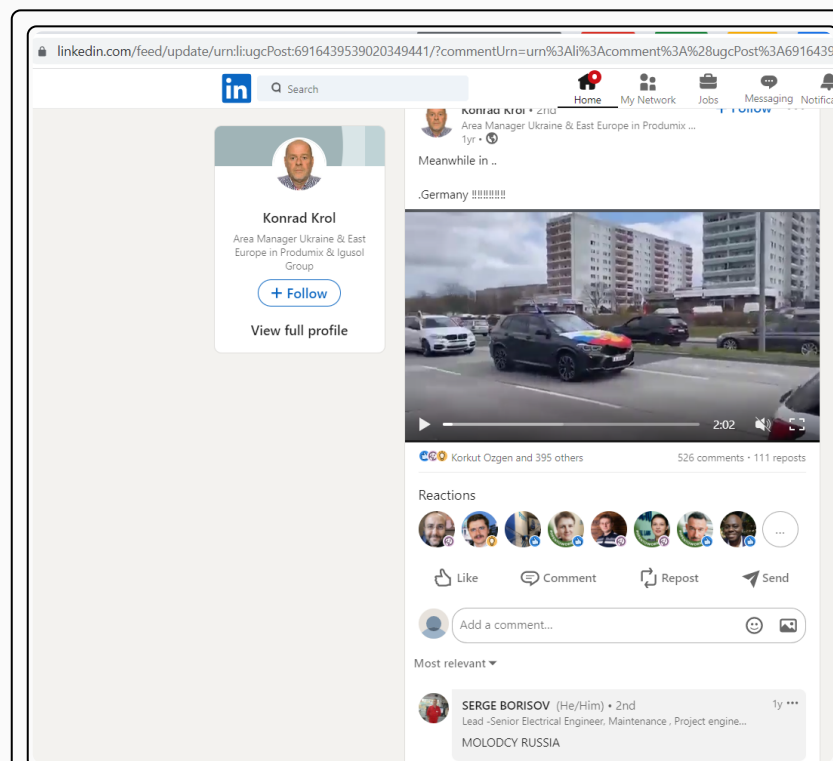 linkedin.com/feed/update/urn:li:ugcPost:6916439539020349441/?commentUrn=urn%3Ali%3Acomment%3A%28ugcPost%3A691643
in
Search
Home
My Network
Jobs
Messaging
Notifica
Konrad Krol • 2nd
+ Follow
Area Manager Ukraine & East Europe in Produmix ...
1yr •
Meanwhile in ..
.Germany !!!!!!!!!!!!!!
Konrad Krol
Area Manager Ukraine & East
Europe in Produmix & Igusol
Group
+ Follow
View full profile
2:02
Korkut Ozgen and 395 others
526 comments • 111 reposts
Reactions
...
Like
Comment
Repost
Send
Add a comment...
Most relevant
SERGE BORISOV (He/Him) • 2nd
1y •••
Lead -Senior Electrical Engineer. Maintenance , Project engine...
MOLODCY RUSSIA